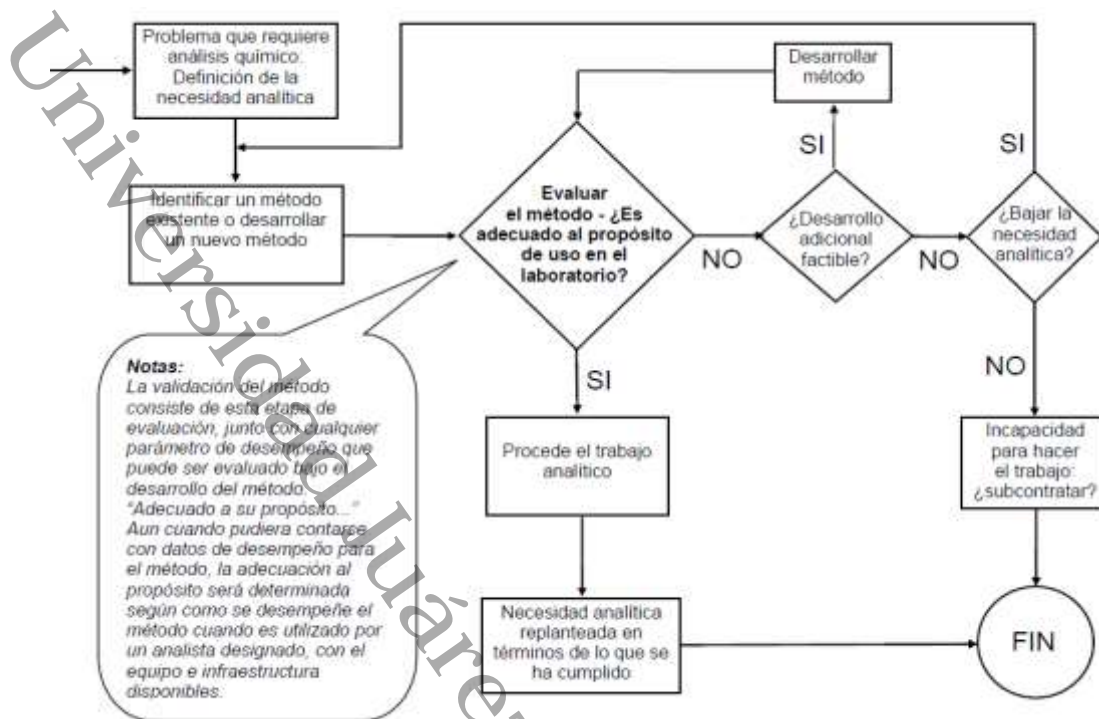 Problema que requiere
análisis químico.
Definición de la
necesidad analítica
Desarrollar
método
SI
SI
Identificar un método
existente o desarrollar
un nuevo método
Evaluar
el método - ¿Es
adecuado al propósito
de uso en el
laboratorio?
NO
¿Desarrollo
adicional
factible?
NO
¿Bajar la
necesidad
analítica?
SI
NO
Notas:
La validación del método
consiste de esta etapa de
evaluación, junto con cualquier
parámetro de desempeño que
puede ser evaluado bajo el
desarrollo del método.
"Adecuado a su propósito..."
Aun cuando pudiera contarse
con datos de desempeño para
el método, la adecuación al
propósito será determinada
según como se desempeñe el
método cuando es utilizado por
un analista designado, con el
equipo e infraestructura
disponibles.
Procede el trabajo
analítico
Incapacidad
para hacer
el trabajo:
¿subcontratar?
Necesidad analítica
replanteada en
términos de lo que se
ha cumplido
FIN
Universidad